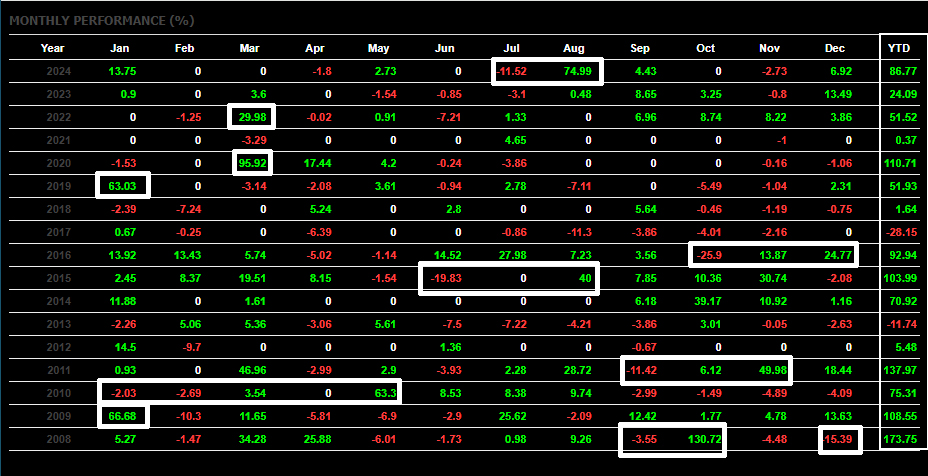 MONTHLY PERFORMANCE (%)
Year Jan Feb Mar Apr May Jun Jul Aug Sep Oct Nov Dec YTD
2024 13.75 0 0 -1.8 2.73 0 -11.52 74.99 4.43 0 -2.73 6.92 86.77
2023 0.9 0 3.6 0 -1.54 -0.85 -3.1 0.48 8.65 3.25 -0.8 13.49 24.09
2022 0 -1.25 29.98 -0.02 0.91 -7.21 1.33 0 6.96 8.74 8.22 3.86 51.52
2021 0 0 -3.29 0 0 0 4.65 0 0 0 -1 0 0.37
2020 -1.53 0 95.92 17.44 4.2 -0.24 -3.86 0 0 0 -0.16 -1.06 110.71
2019 63.03 0 -3.14 -2.08 3.61 -0.94 2.78 -7.11 0 -5.49 -1.04 2.31 51.93
2018 -2.39 -7.24 0 5.24 0 2.8 0 0 5.64 -0.46 -1.19 -0.75 1.64
2017 0.67 -0.25 0 -6.39 0 0 -0.86 -11.3 -3.86 -4.01 -2.16 0 -28.15
2016 13.92 13.43 5.74 -5.02 -1.14 14.52 27.98 7.23 3.56 -25.9 13.87 24.77 92.94
2015 2.45 8.37 19.51 8.15 -1.54 -19.83 0 40 7.85 10.36 30.74 -2.08 103.99
2014 11.88 0 1.61 0 0 0 0 0 6.18 39.17 10.92 1.16 70.92
2013 -2.26 5.06 5.36 -3.06 5.61 -7.5 -7.22 -4.21 -3.86 3.01 -0.05 -2.63 -11.74
2012 14.5 -9.7 0 0 0 1.36 0 0 -0.67 0 0 0 5.48
2011 0.93 0 46.96 -2.99 2.9 -3.93 2.28 28.72 -11.42 6.12 49.98 18.44 137.97
2010 -2.03 -2.69 3.54 0 63.3 8.53 8.38 9.74 -2.99 -1.49 -4.89 -4.09 75.31
2009 66.68 -10.3 11.65 -5.81 -6.9 -2.9 25.62 -2.09 12.42 1.77 4.78 13.63 108.55
2008 5.27 -1.47 34.28 25.88 -6.01 -1.73 0.98 9.26 -3.55 130.72 -4.48 -15.39 173.75